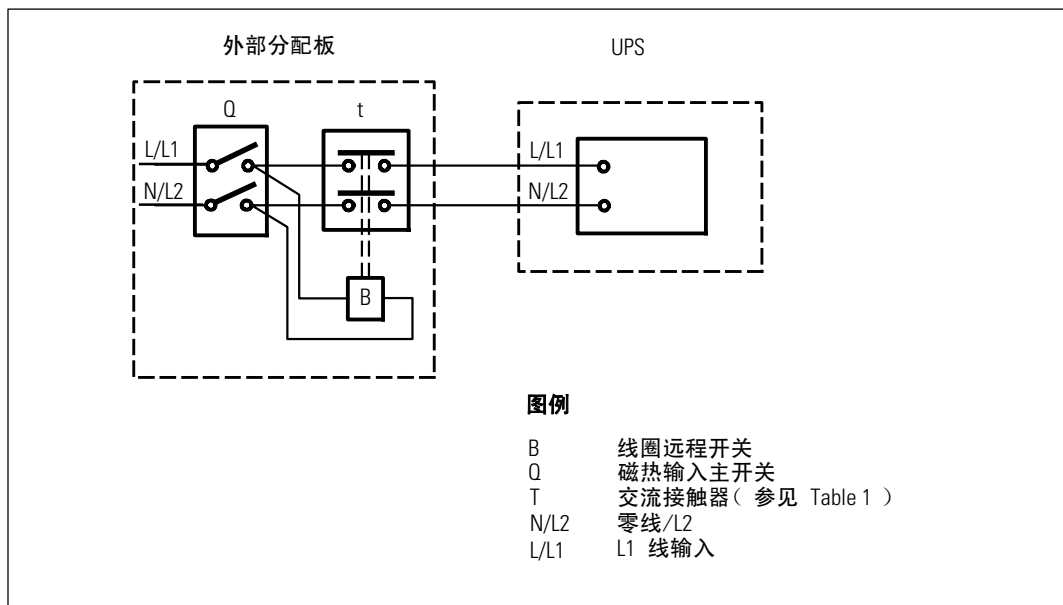 外部分配板
UPS
Q
t
L/L1
N/L2
B
L/L1
N/L2
图例
B 线圈远程开关
Q 磁热输入主开关
T 交流接触器（ 参见 Table 1 ）
N/L2 零线/L2
L/L1 L1 线输入